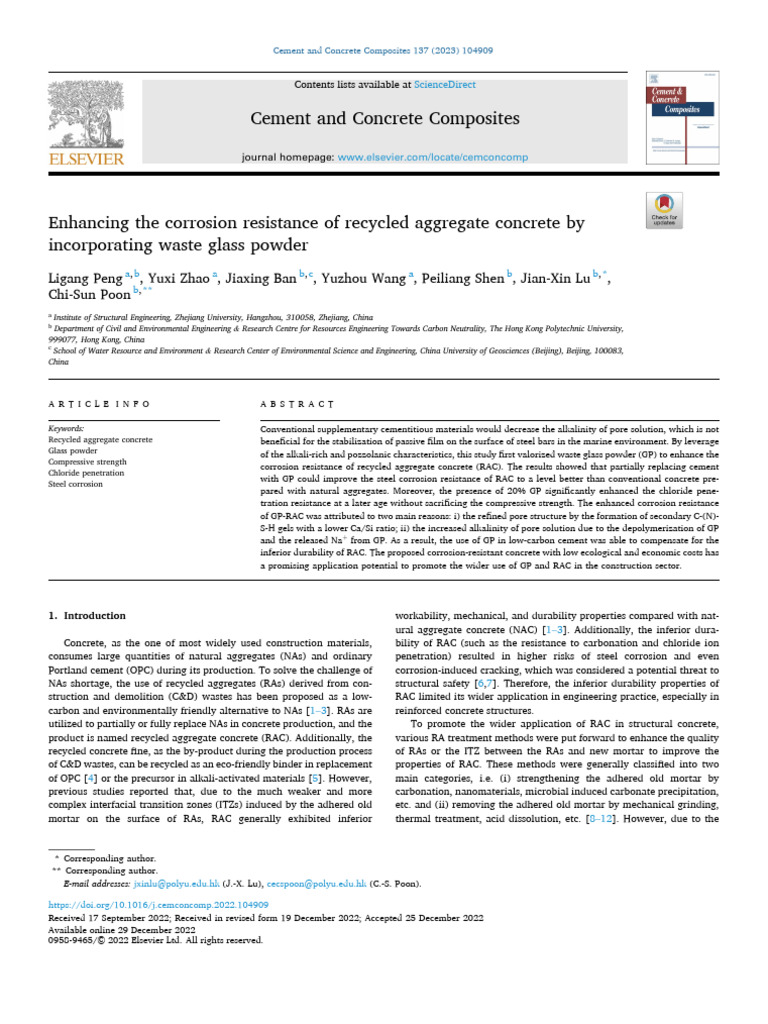 Cement and Concrete Composites 137 (2023) 104909
Contents lists available at ScienceDirect
Cement and Concrete Composites
journal homepage: www.elsevier.com/locate/cemconcomp
ELSEVIER
Cement &
Concrete
Composites
Check for
updates
Enhancing the corrosion resistance of recycled aggregate concrete by
incorporating waste glass powder
Ligang Peng a,b, Yuxi Zhao a, Jiaxing Ban b,c, Yuzhou Wang a, Peiliang Shen b, Jian-Xin Lu b,*,
Chi-Sun Poon b,**
a Institute of Structural Engineering, Zhejiang University, Hangzhou, 310058, Zhejiang, China
b Department of Civil and Environmental Engineering & Research Centre for Resources Engineering Towards Carbon Neutrality, The Hong Kong Polytechnic University,
999077, Hong Kong, China
c School of Water Resource and Environment & Research Center of Environmental Science and Engineering, China University of Geosciences (Beijing), Beijing, 100083,
China
ARTICLE INFO
Keywords:
Recycled aggregate concrete
Glass powder
Compressive strength
Chloride penetration
Steel corrosion
ABSTRACT
Conventional supplementary cementitious materials would decrease the alkalinity of pore solution, which is not
beneficial for the stabilization of passive film on the surface of steel bars in the marine environment. By leverage
of the alkali-rich and pozzolanic characteristics, this study first valorized waste glass powder (GP) to enhance the
corrosion resistance of recycled aggregate concrete (RAC). The results showed that partially replacing cement
with GP could improve the steel corrosion resistance of RAC to a level better than conventional concrete pre-
pared with natural aggregates. Moreover, the presence of 20% GP significantly enhanced the chloride pene-
tration resistance at a later age without sacrificing the compressive strength. The enhanced corrosion resistance
of GP-RAC was attributed to two main reasons: i) the refined pore structure by the formation of secondary C-(N)-
S-H gels with a lower Ca/Si ratio; ii) the increased alkalinity of pore solution due to the depolymerisation of GP
and the released Na+ from GP. As a result, the use of GP in low-carbon cement was able to compensate for the
inferior durability of RAC. The proposed corrosion-resistant concrete with low ecological and economic costs has
a promising application potential to promote the wider use of GP and RAC in the construction sector.
1. Introduction
Concrete, as the one of most widely used construction materials,
consumes large quantities of natural aggregates (NAs) and ordinary
Portland cement (OPC) during its production. To solve the challenge of
NAs shortage, the use of recycled aggregates (RAs) derived from con-
struction and demolition (C&D) wastes has been proposed as a low-
carbon and environmentally friendly alternative to NAs [1–3]. RAs are
utilized to partially or fully replace NAs in concrete production, and the
product is named recycled aggregate concrete (RAC). Additionally, the
recycled concrete fine, as the by-product during the production process
of C&D wastes, can be recycled as an eco-friendly binder in replacement
of OPC [4] or the precursor in alkali-activated materials [5]. However,
previous studies reported that, due to the much weaker and more
complex interfacial transition zones (ITZs) induced by the adhered old
mortar on the surface of RAs, RAC generally exhibited inferior
workability, mechanical, and durability properties compared with nat-
ural aggregate concrete (NAC) [1–3]. Additionally, the inferior dura-
bility of RAC (such as the resistance to carbonation and chloride ion
penetration) resulted in higher risks of steel corrosion and even
corrosion-induced cracking, which was considered a potential threat to
structural safety [6,7]. Therefore, the inferior durability properties of
RAC limited its wider application in engineering practice, especially in
reinforced concrete structures.
To promote the wider application of RAC in structural concrete,
various RA treatment methods were put forward to enhance the quality
of RAs or the ITZ between the RAs and new mortar to improve the
properties of RAC. These methods were generally classified into two
main categories, i.e. (i) strengthening the adhered old mortar by
carbonation, nanomaterials, microbial induced carbonate precipitation,
etc. and (ii) removing the adhered old mortar by mechanical grinding,
thermal treatment, acid dissolution, etc. [8–12]. However, due to the
* Corresponding author.
** Corresponding author.
E-mail addresses: jxinlu@polyu.edu.hk (J.-X. Lu), cecspoon@polyu.edu.hk (C.-S. Poon).
https://doi.org/10.1016/j.cemconcomp.2022.104909
Received 17 September 2022; Received in revised form 19 December 2022; Accepted 25 December 2022
Available online 29 December 2022
0958-9465/© 2022 Elsevier Ltd. All rights reserved.